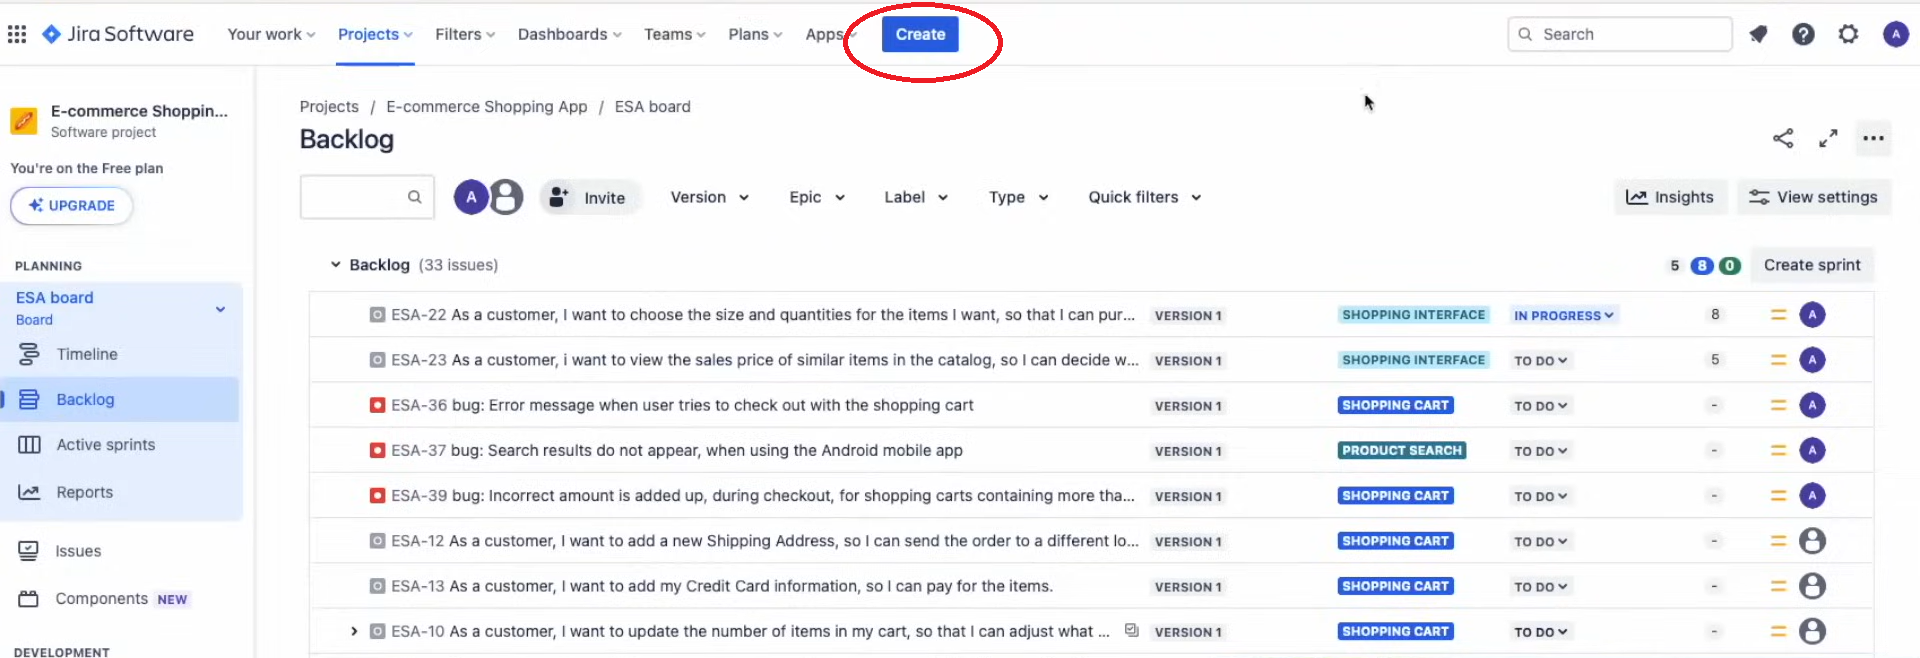 Jira Software Your work Projects Filters Dashboards Teams Plans Apps Create Search A
E-commerce Shoppin...
Software project
You're on the Free plan
UPGRADE
PLANNING
ESA board
Board
Timeline
Backlog
Active sprints
Reports
Issues
Components NEW
DEVELOPMENT
Projects / E-commerce Shopping App / ESA board
Backlog
A Invite Version Epic Label Type Quick filters Insights View settings
Backlog (33 issues) 5 8 0 Create sprint
ESA-22 As a customer, I want to choose the size and quantities for the items I want, so that I can pur... VERSION 1 SHOPPING INTERFACE IN PROGRESS 8 A
ESA-23 As a customer, i want to view the sales price of similar items in the catalog, so I can decide w... VERSION 1 SHOPPING INTERFACE TO DO 5 A
ESA-36 bug: Error message when user tries to check out with the shopping cart VERSION 1 SHOPPING CART TO DO - A
ESA-37 bug: Search results do not appear, when using the Android mobile app VERSION 1 PRODUCT SEARCH TO DO - A
ESA-39 bug: Incorrect amount is added up, during checkout, for shopping carts containing more tha... VERSION 1 SHOPPING CART TO DO - A
ESA-12 As a customer, I want to add a new Shipping Address, so I can send the order to a different lo... VERSION 1 SHOPPING CART TO DO -
ESA-13 As a customer, I want to add my Credit Card information, so I can pay for the items. VERSION 1 SHOPPING CART TO DO -
ESA-10 As a customer, I want to update the number of items in my cart, so that I can adjust what ... VERSION 1 SHOPPING CART TO DO -